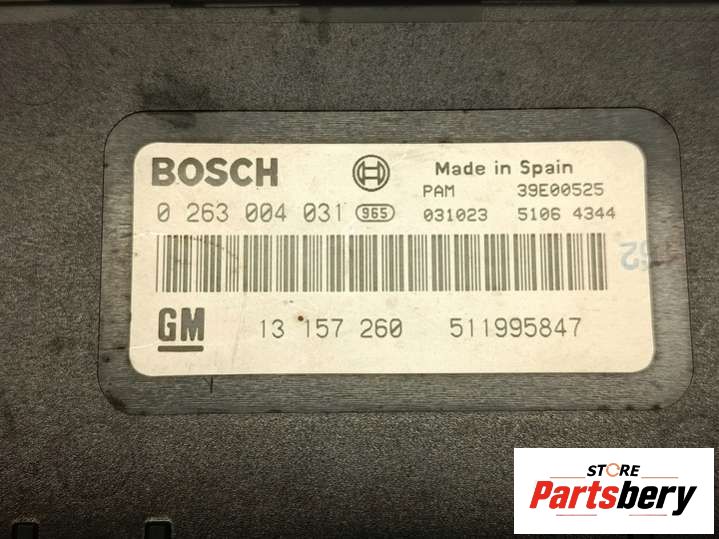 BOSCH
Made in Spain
PAM 39E00525
0 263 004 031 965 031023 5106 4344
GM 13 157 260 511995847
52
STORE
Partsbery